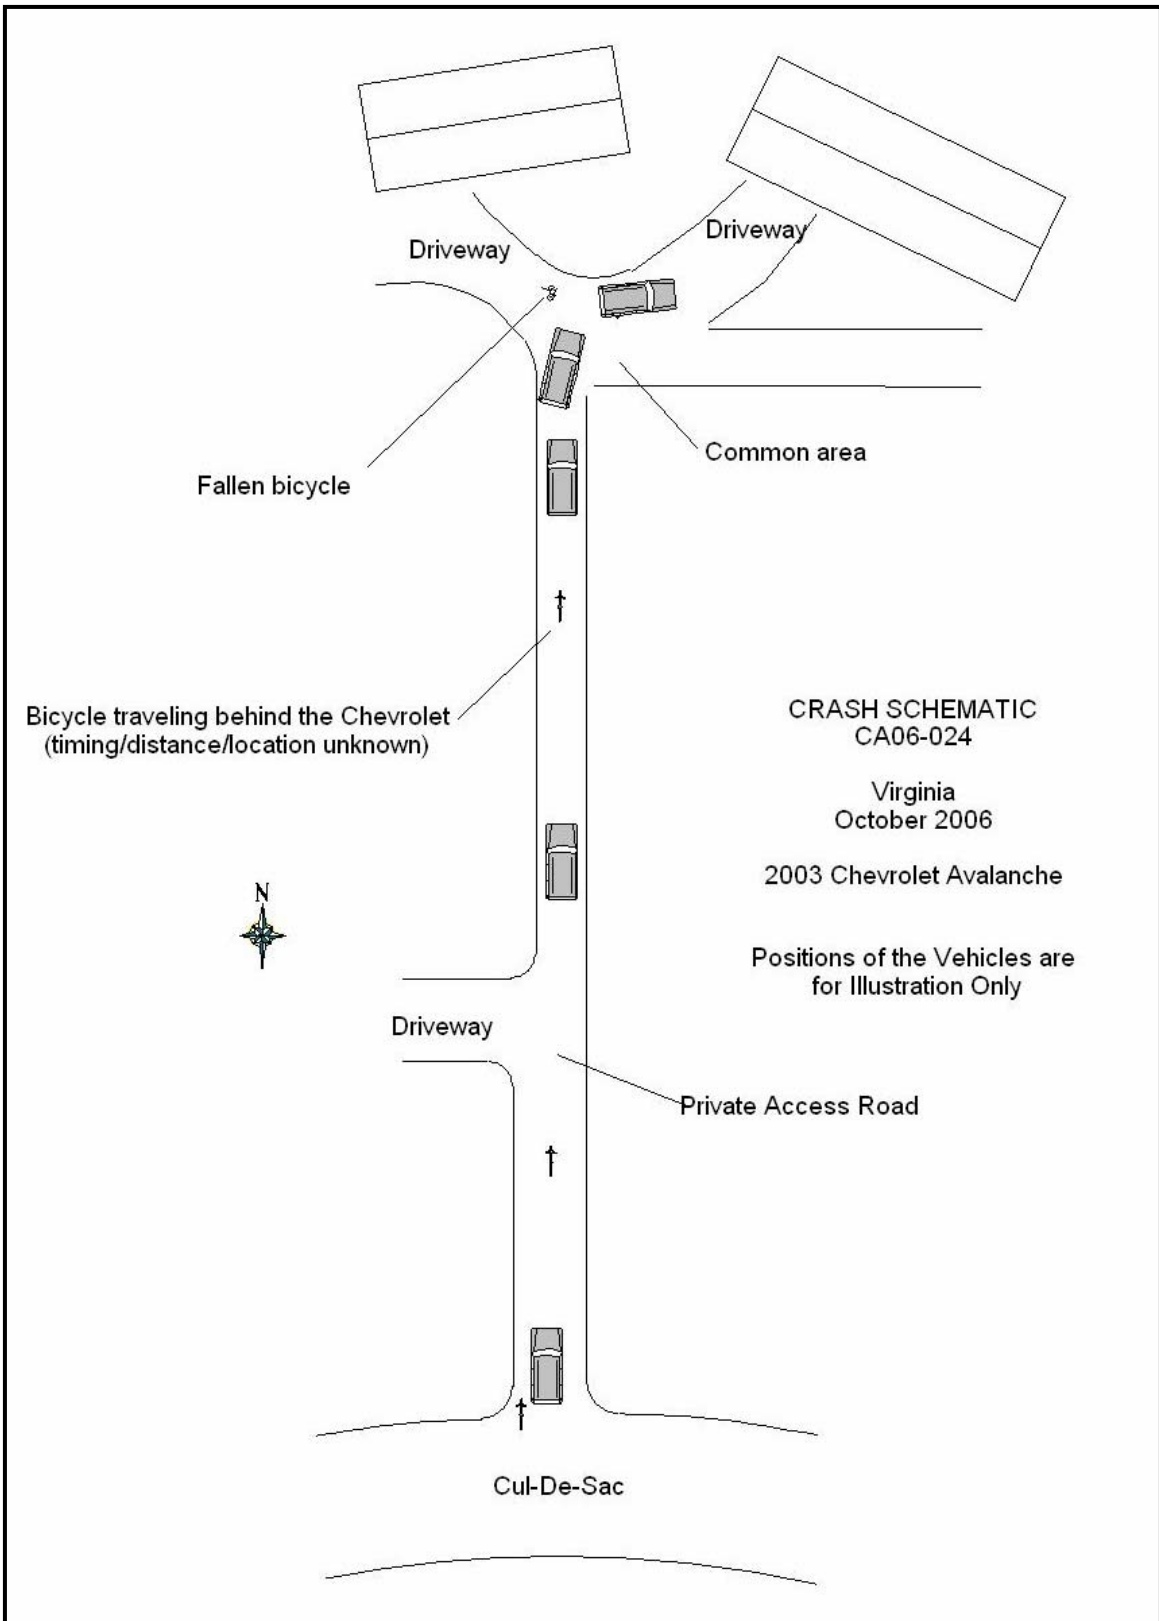 Driveway
Driveway
Common area
Fallen bicycle
Bicycle traveling behind the Chevrolet
(timing/distance/location unknown)
CRASH SCHEMATIC
CA06-024
Virginia
October 2006
2003 Chevrolet Avalanche
N
Positions of the Vehicles are
for Illustration Only
Driveway
Private Access Road
Cul-De-Sac